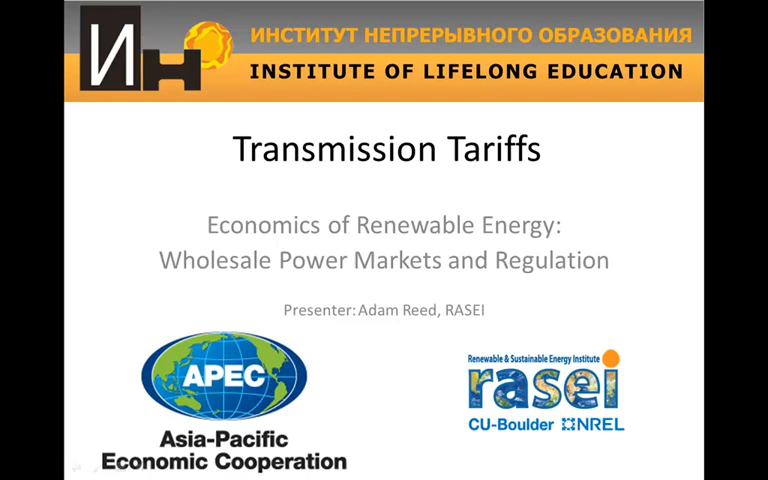 ИНО
ИНСТИТУТ НЕПРЕРЫВНОГО ОБРАЗОВАНИЯ
INSTITUTE OF LIFELONG EDUCATION
Transmission Tariffs
Economics of Renewable Energy:
Wholesale Power Markets and Regulation
Presenter: Adam Reed, RASEI
APEC
Asia-Pacific
Economic Cooperation
Renewable & Sustainable Energy Institute
rasei
CU-Boulder NREL